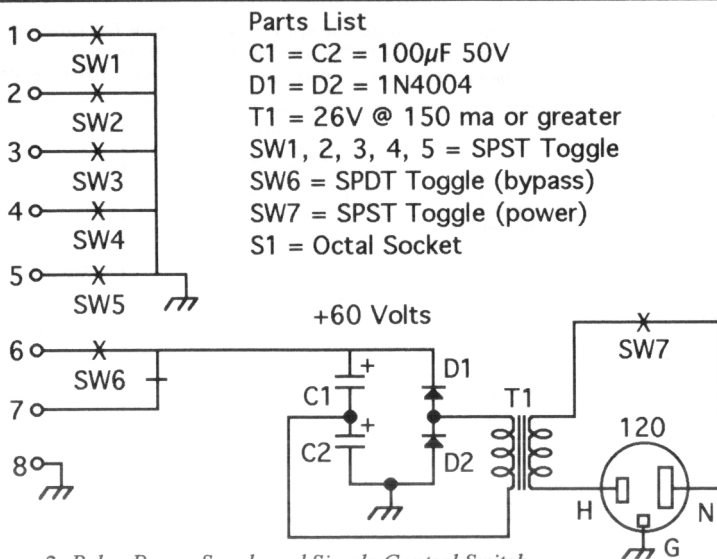 Parts List
C1 = C2 = 100μF 50V
D1 = D2 = 1N4004
T1 = 26V @ 150 ma or greater
SW1, 2, 3, 4, 5 = SPST Toggle
SW6 = SPDT Toggle (bypass)
SW7 = SPST Toggle (power)
S1 = Octal Socket
1
SW1
2
SW2
3
SW3
4
SW4
5
SW5
+60 Volts
6
SW6
7
8
+
C1
+
C2
D1
D2
T1
SW7
120
H
N
G